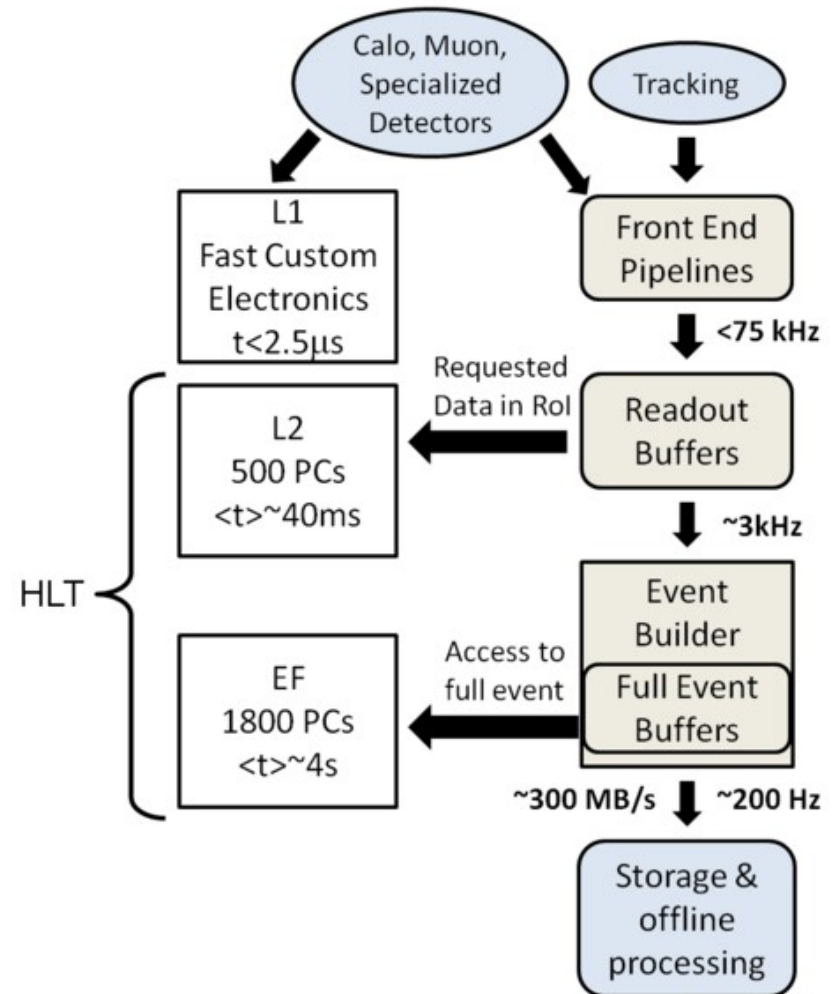 Calo, Muon,
Specialized
Detectors
Tracking
L1
Fast Custom
Electronics
t<2.5μs
Front End
Pipelines
<75 kHz
Requested
Data in RoI
Readout
Buffers
L2
500 PCs
<t>~40ms
~3kHz
HLT
Event
Builder
Full Event
Buffers
Access to
full event
EF
1800 PCs
<t>~4s
~300 MB/s
~200 Hz
Storage &
offline
processing